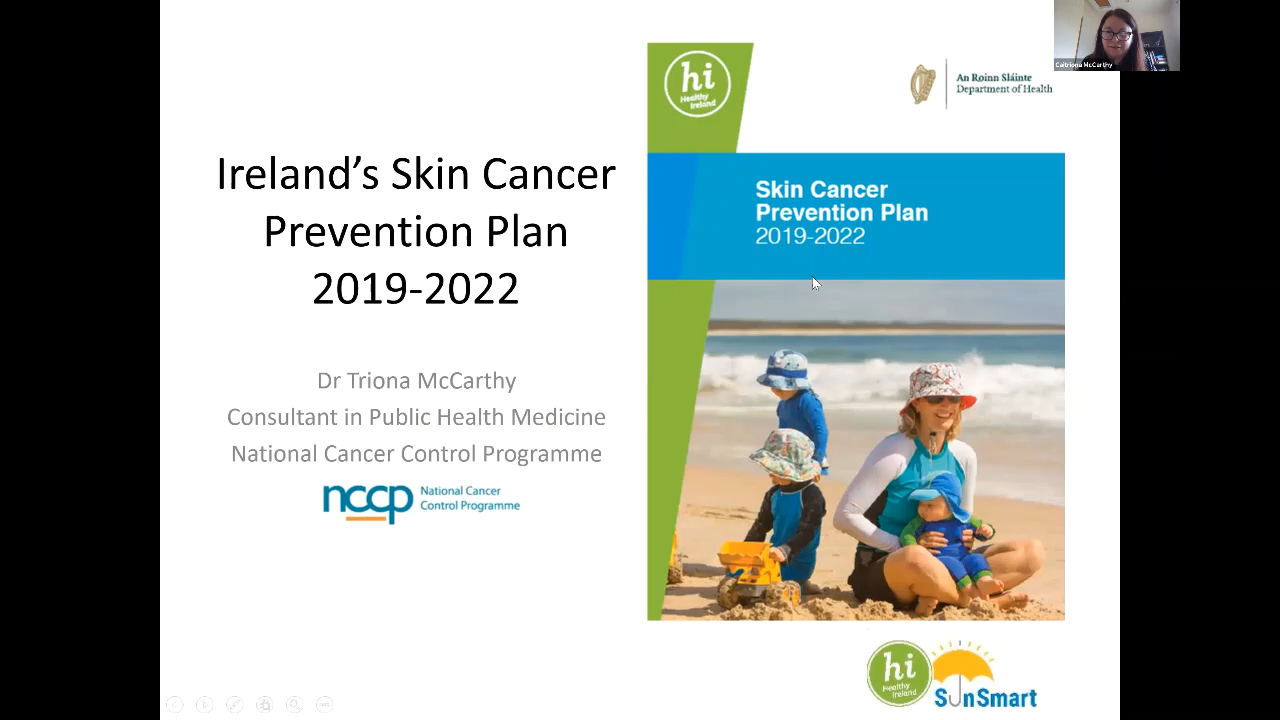 Ireland’s Skin Cancer
Prevention Plan
2019-2022
Dr Triona McCarthy
Consultant in Public Health Medicine
National Cancer Control Programme
nccp
National Cancer
Control Programme
hi
Healthy
Ireland
An Roinn Sláinte
Department of Health
Skin Cancer
Prevention Plan
2019-2022
hi
Healthy
Ireland
SunSmart
Caitriona McCarthy